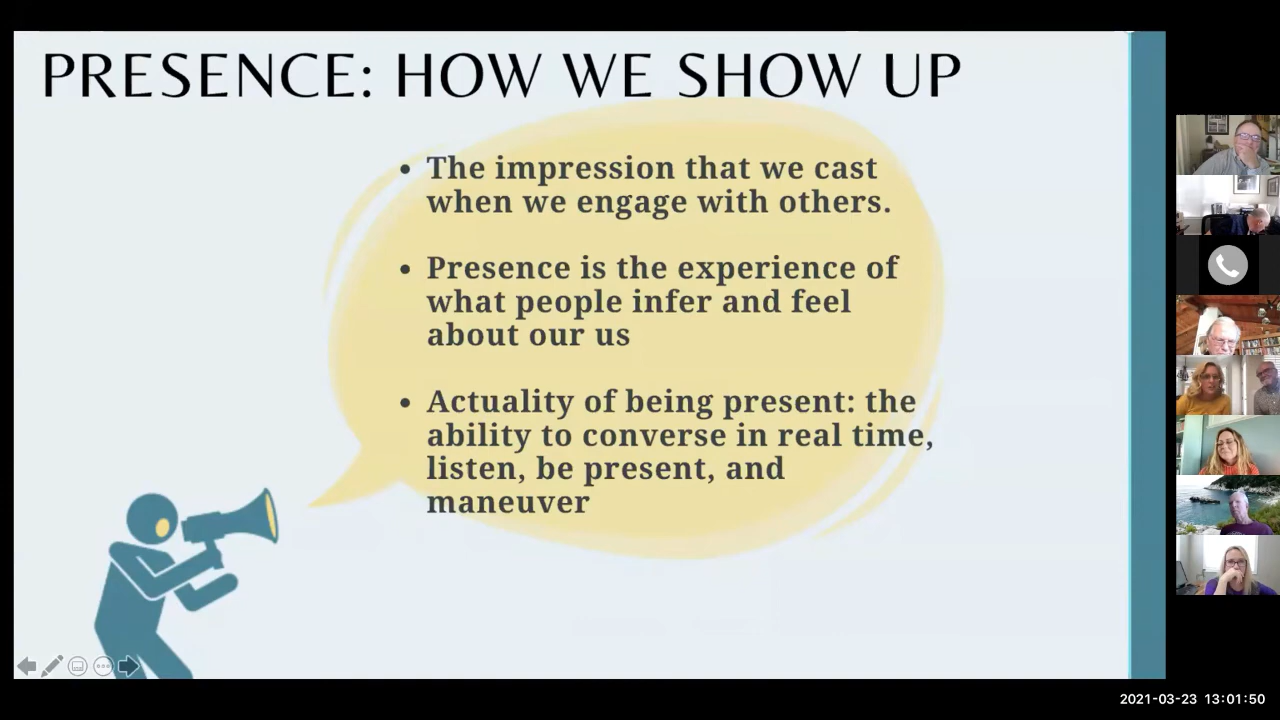 PRESENCE: HOW WE SHOW UP
• The impression that we cast
when we engage with others.
• Presence is the experience of
what people infer and feel
about our us
• Actuality of being present: the
ability to converse in real time,
listen, be present, and
maneuver
2021-03-23 13:01:50